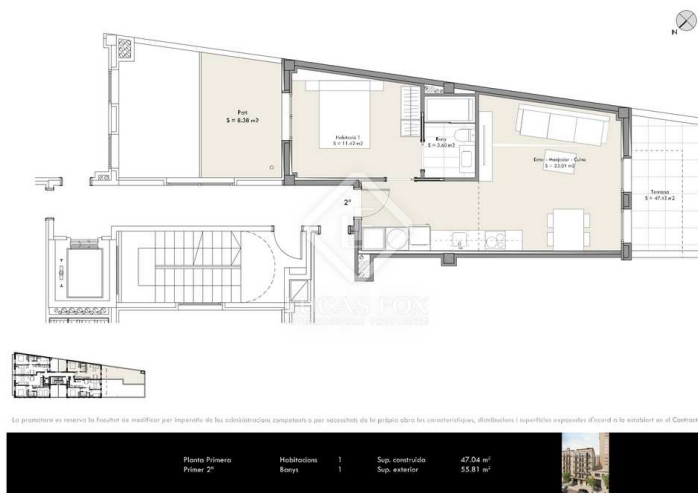 N
Pati
S = 8.38 m2
Habitació 1
S = 11.43 m2
Bany
S = 3.60 m2
Estar - Menjador - Cuina
S = 23.01 m2
Terrassa
S = 47.43 m2
2ª
LUCAS FOX
La promotora es reserva la facultat de modificar per imperatiu de les administracions competents o per necessitats de la pròpia obra les característiques, distribucions i superfícies exposades d'acord a lo establert en el Contracte
Planta Primera Habitacions 1 Sup. construïda 47.04 m²
Primer 2ª Banys 1 Sup. exterior 55.81 m²